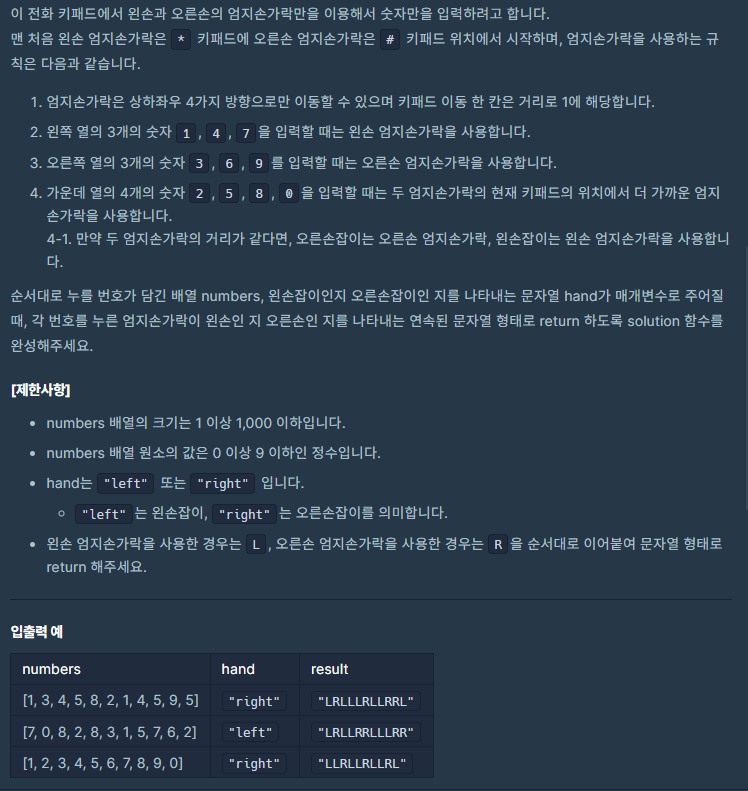 이 전화 키패드에서 왼손과 오른손의 엄지손가락만을 이용해서 숫자만을 입력하려고 합니다.
맨 처음 왼손 엄지손가락은 * 키패드에 오른손 엄지손가락은 # 키패드 위치에서 시작하며, 엄지손가락을 사용하는 규
칙은 다음과 같습니다.
1. 엄지손가락은 상하좌우 4가지 방향으로만 이동할 수 있으며 키패드 이동 한 칸은 거리로 1에 해당합니다.
2. 왼쪽 열의 3개의 숫자 1, 4, 7을 입력할 때는 왼손 엄지손가락을 사용합니다.
3. 오른쪽 열의 3개의 숫자 3, 6, 9를 입력할 때는 오른손 엄지손가락을 사용합니다.
4. 가운데 열의 4개의 숫자 2, 5, 8, 0을 입력할 때는 두 엄지손가락의 현재 키패드의 위치에서 더 가까운 엄지
손가락을 사용합니다.
4-1. 만약 두 엄지손가락의 거리가 같다면, 오른손잡이는 오른손 엄지손가락, 왼손잡이는 왼손 엄지손가락을 사용합니
다.
순서대로 누를 번호가 담긴 배열 numbers, 왼손잡이인지 오른손잡이인 지를 나타내는 문자열 hand가 매개변수로 주어질
때, 각 번호를 누른 엄지손가락이 왼손인 지 오른손인 지를 나타내는 연속된 문자열 형태로 return 하도록 solution 함수를
완성해주세요.
[제한사항]
• numbers 배열의 크기는 1 이상 1,000 이하입니다.
• numbers 배열 원소의 값은 0 이상 9 이하인 정수입니다.
• hand는 "left" 또는 "right" 입니다.
◦ "left"는 왼손잡이, "right"는 오른손잡이를 의미합니다.
• 왼손 엄지손가락을 사용한 경우는 L, 오른손 엄지손가락을 사용한 경우는 R을 순서대로 이어붙여 문자열 형태로
return 해주세요.
입출력 예
numbers hand result
[1, 3, 4, 5, 8, 2, 1, 4, 5, 9, 5] "right" "LRLLLRLLRRL"
[7, 0, 8, 2, 8, 3, 1, 5, 7, 6, 2] "left" "LRLLRRLLLRR"
[1, 2, 3, 4, 5, 6, 7, 8, 9, 0] "right" "LLRLLRLLRL"